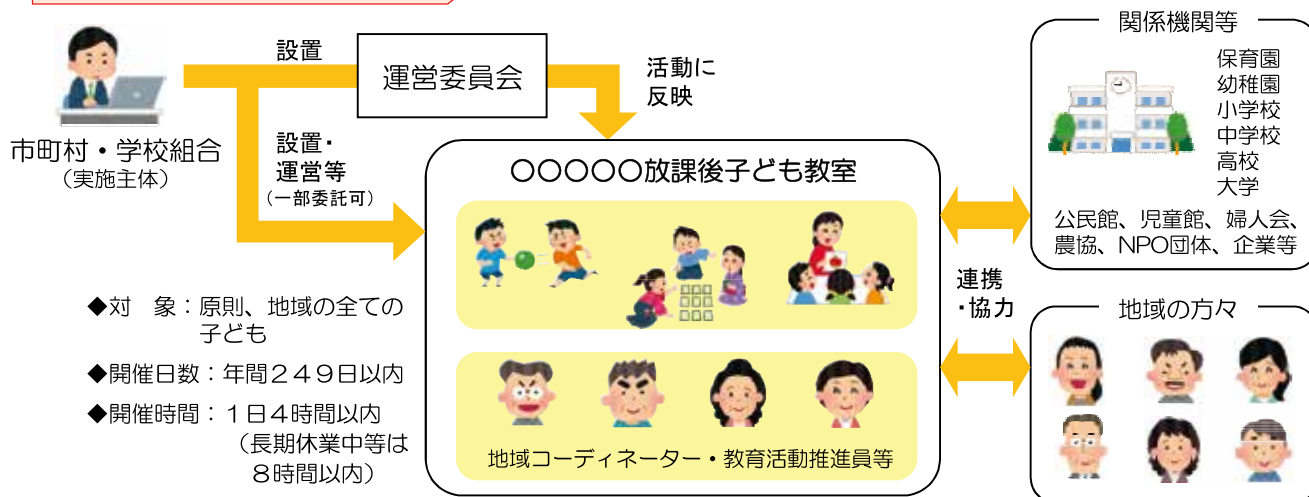 設置
運営委員会
活動に
反映
市町村・学校組合
(実施主体)
設置・
運営等
(一部委託可)
〇〇〇〇〇放課後子ども教室
地域コーディネーター・教育活動推進員等
◆対　象：原則、地域の全ての
子ども
◆開催日数：年間２４９日以内
◆開催時間：１日４時間以内
（長期休業中等は
８時間以内）
連携
・協力
関係機関等
保育園
幼稚園
小学校
中学校
高校
大学
公民館、児童館、婦人会、
農協、NPO団体、企業等
地域の方々